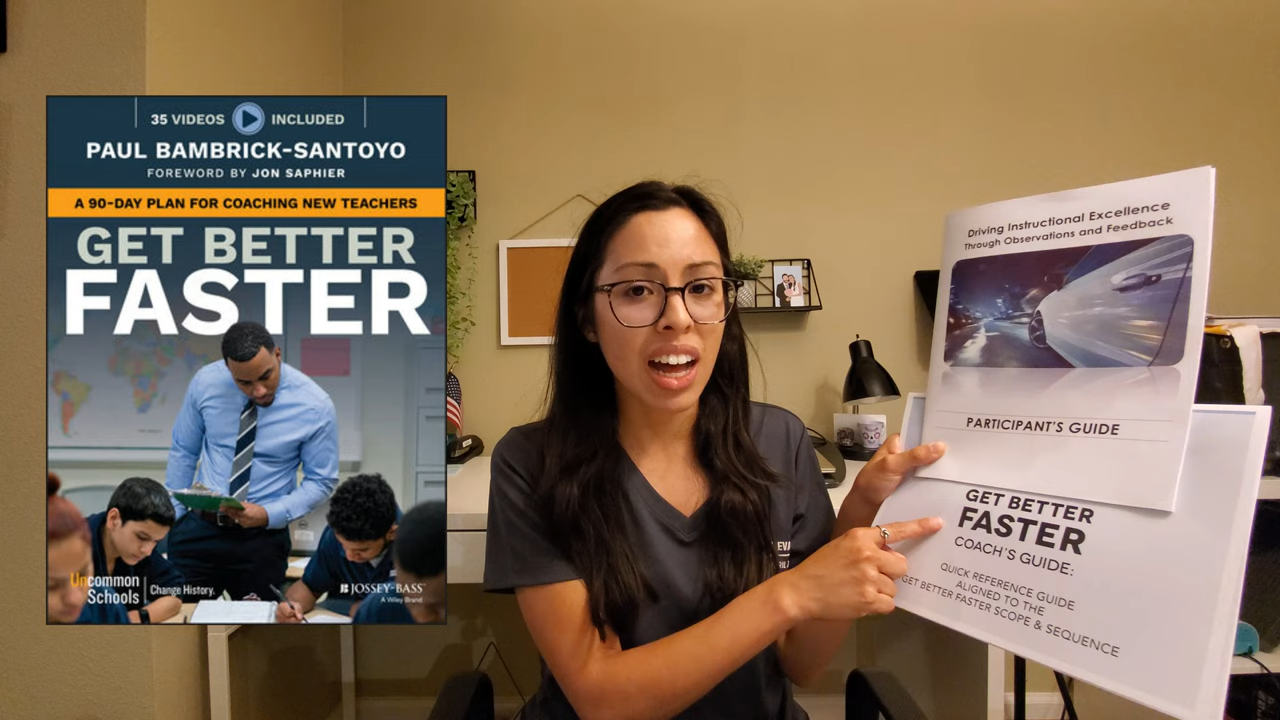 35 VIDEOS INCLUDED
PAUL BAMBRICK-SANTOYO
FOREWORD BY JON SAPHIER
A 90-DAY PLAN FOR COACHING NEW TEACHERS
GET BETTER
FASTER
Uncommon
Schools
Change History.
JOSSEY-BASS
A Wiley Brand
Driving Instructional Excellence
Through Observations and Feedback
PARTICIPANT'S GUIDE
GET BETTER
FASTER
COACH'S GUIDE:
QUICK REFERENCE GUIDE
ALIGNED TO THE
GET BETTER FASTER SCOPE & SEQUENCE